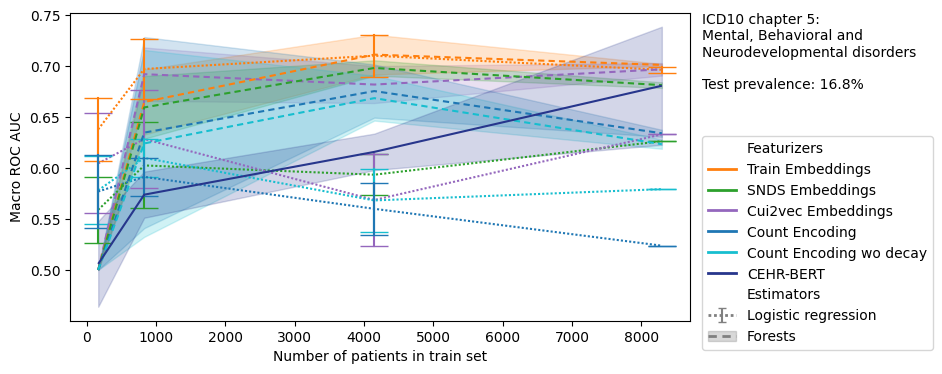 0.75
0.70
0.65
0.60
0.55
0.50
Macro ROC AUC
0
1000
2000
3000
4000
5000
6000
7000
8000
Number of patients in train set
ICD10 chapter 5:
Mental, Behavioral and
Neurodevelopmental disorders
Test prevalence: 16.8%
Featurizers
Train Embeddings
SNDS Embeddings
Cui2vec Embeddings
Count Encoding
Count Encoding wo decay
CEHR-BERT
Estimators
Logistic regression
Forests